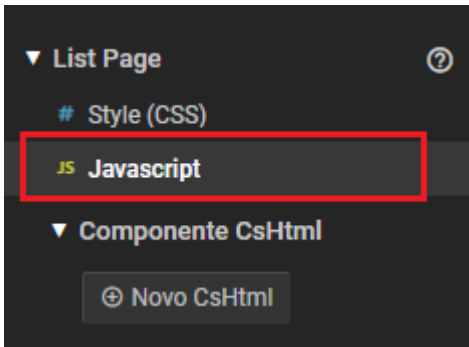 List Page
# Style (CSS)
JS Javascript
Componente CsHtml
Novo CsHtml